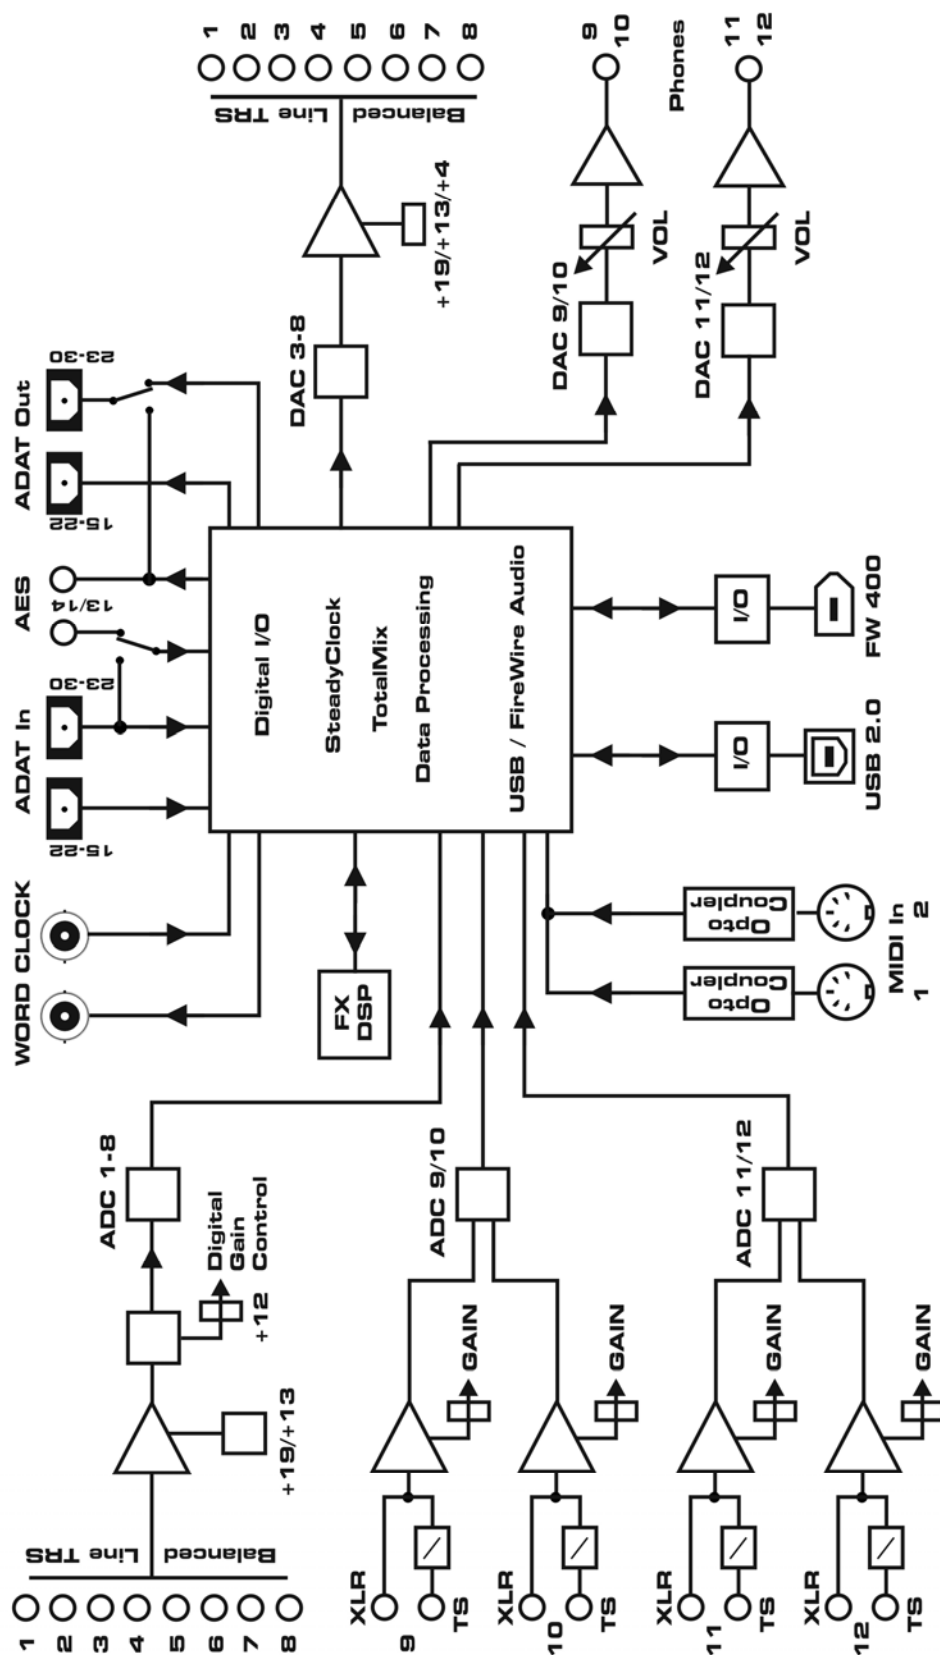 1
2
3
4
5
6
7
8
Balanced Line TRS
+19/+13
+12
Digital
Gain
Control
ADC 1-8
WORD CLOCK
ADAT In
15-22
23-30
AES
13/14
ADAT Out
15-22
23-30
Digital I/O
SteadyClock
TotalMix
Data Processing
USB / FireWire Audio
FX
DSP
DAC 3-8
+19/+13/+4
Balanced Line TRS
1
2
3
4
5
6
7
8
DAC 9/10
VOL
9
10
Phones
DAC 11/12
VOL
11
12
XLR
9
TS
GAIN
XLR
10
TS
GAIN
ADC 9/10
XLR
11
TS
GAIN
XLR
12
TS
GAIN
ADC 11/12
Opto
Coupler
Opto
Coupler
MIDI In
1
2
I/O
USB 2.0
I/O
FW 400